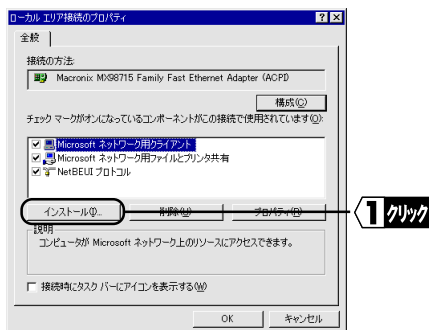 ローカル エリア接続のプロパティ
全般
接続の方法:
Macronix MX98715 Family Fast Ethernet Adapter (ACPI)
構成(C)
チェック マークがオンになっているコンポーネントがこの接続で使用されています(O):
Microsoft ネットワーク用クライアント
Microsoft ネットワーク用ファイルとプリンタ共有
NetBEUI プロトコル
インストール(I)... 削除(U) プロパティ(R)
1 クリック
説明
コンピュータが Microsoft ネットワーク上のリソースにアクセスできます。
接続時にタスク バーにアイコンを表示する(W)
OK キャンセル